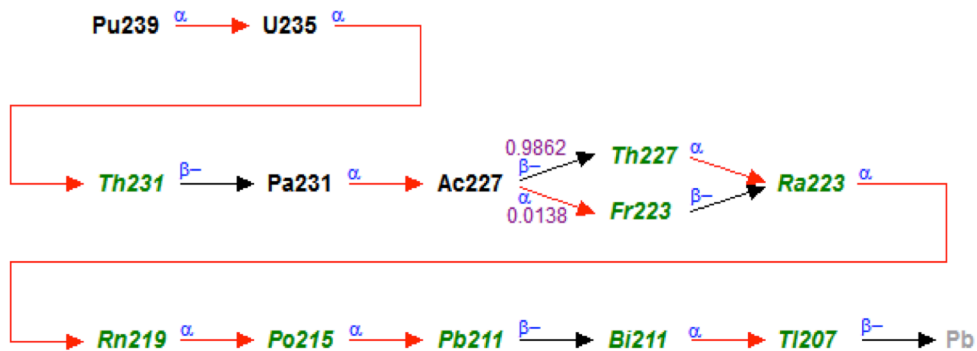 Pu239 α U235 α
0.9862
Th231 β− Pa231 α Ac227 β− Th227 α Ra223 α
α Fr223 β−
0.0138
Rn219 α Po215 α Pb211 β− Bi211 α Tl207 β− Pb